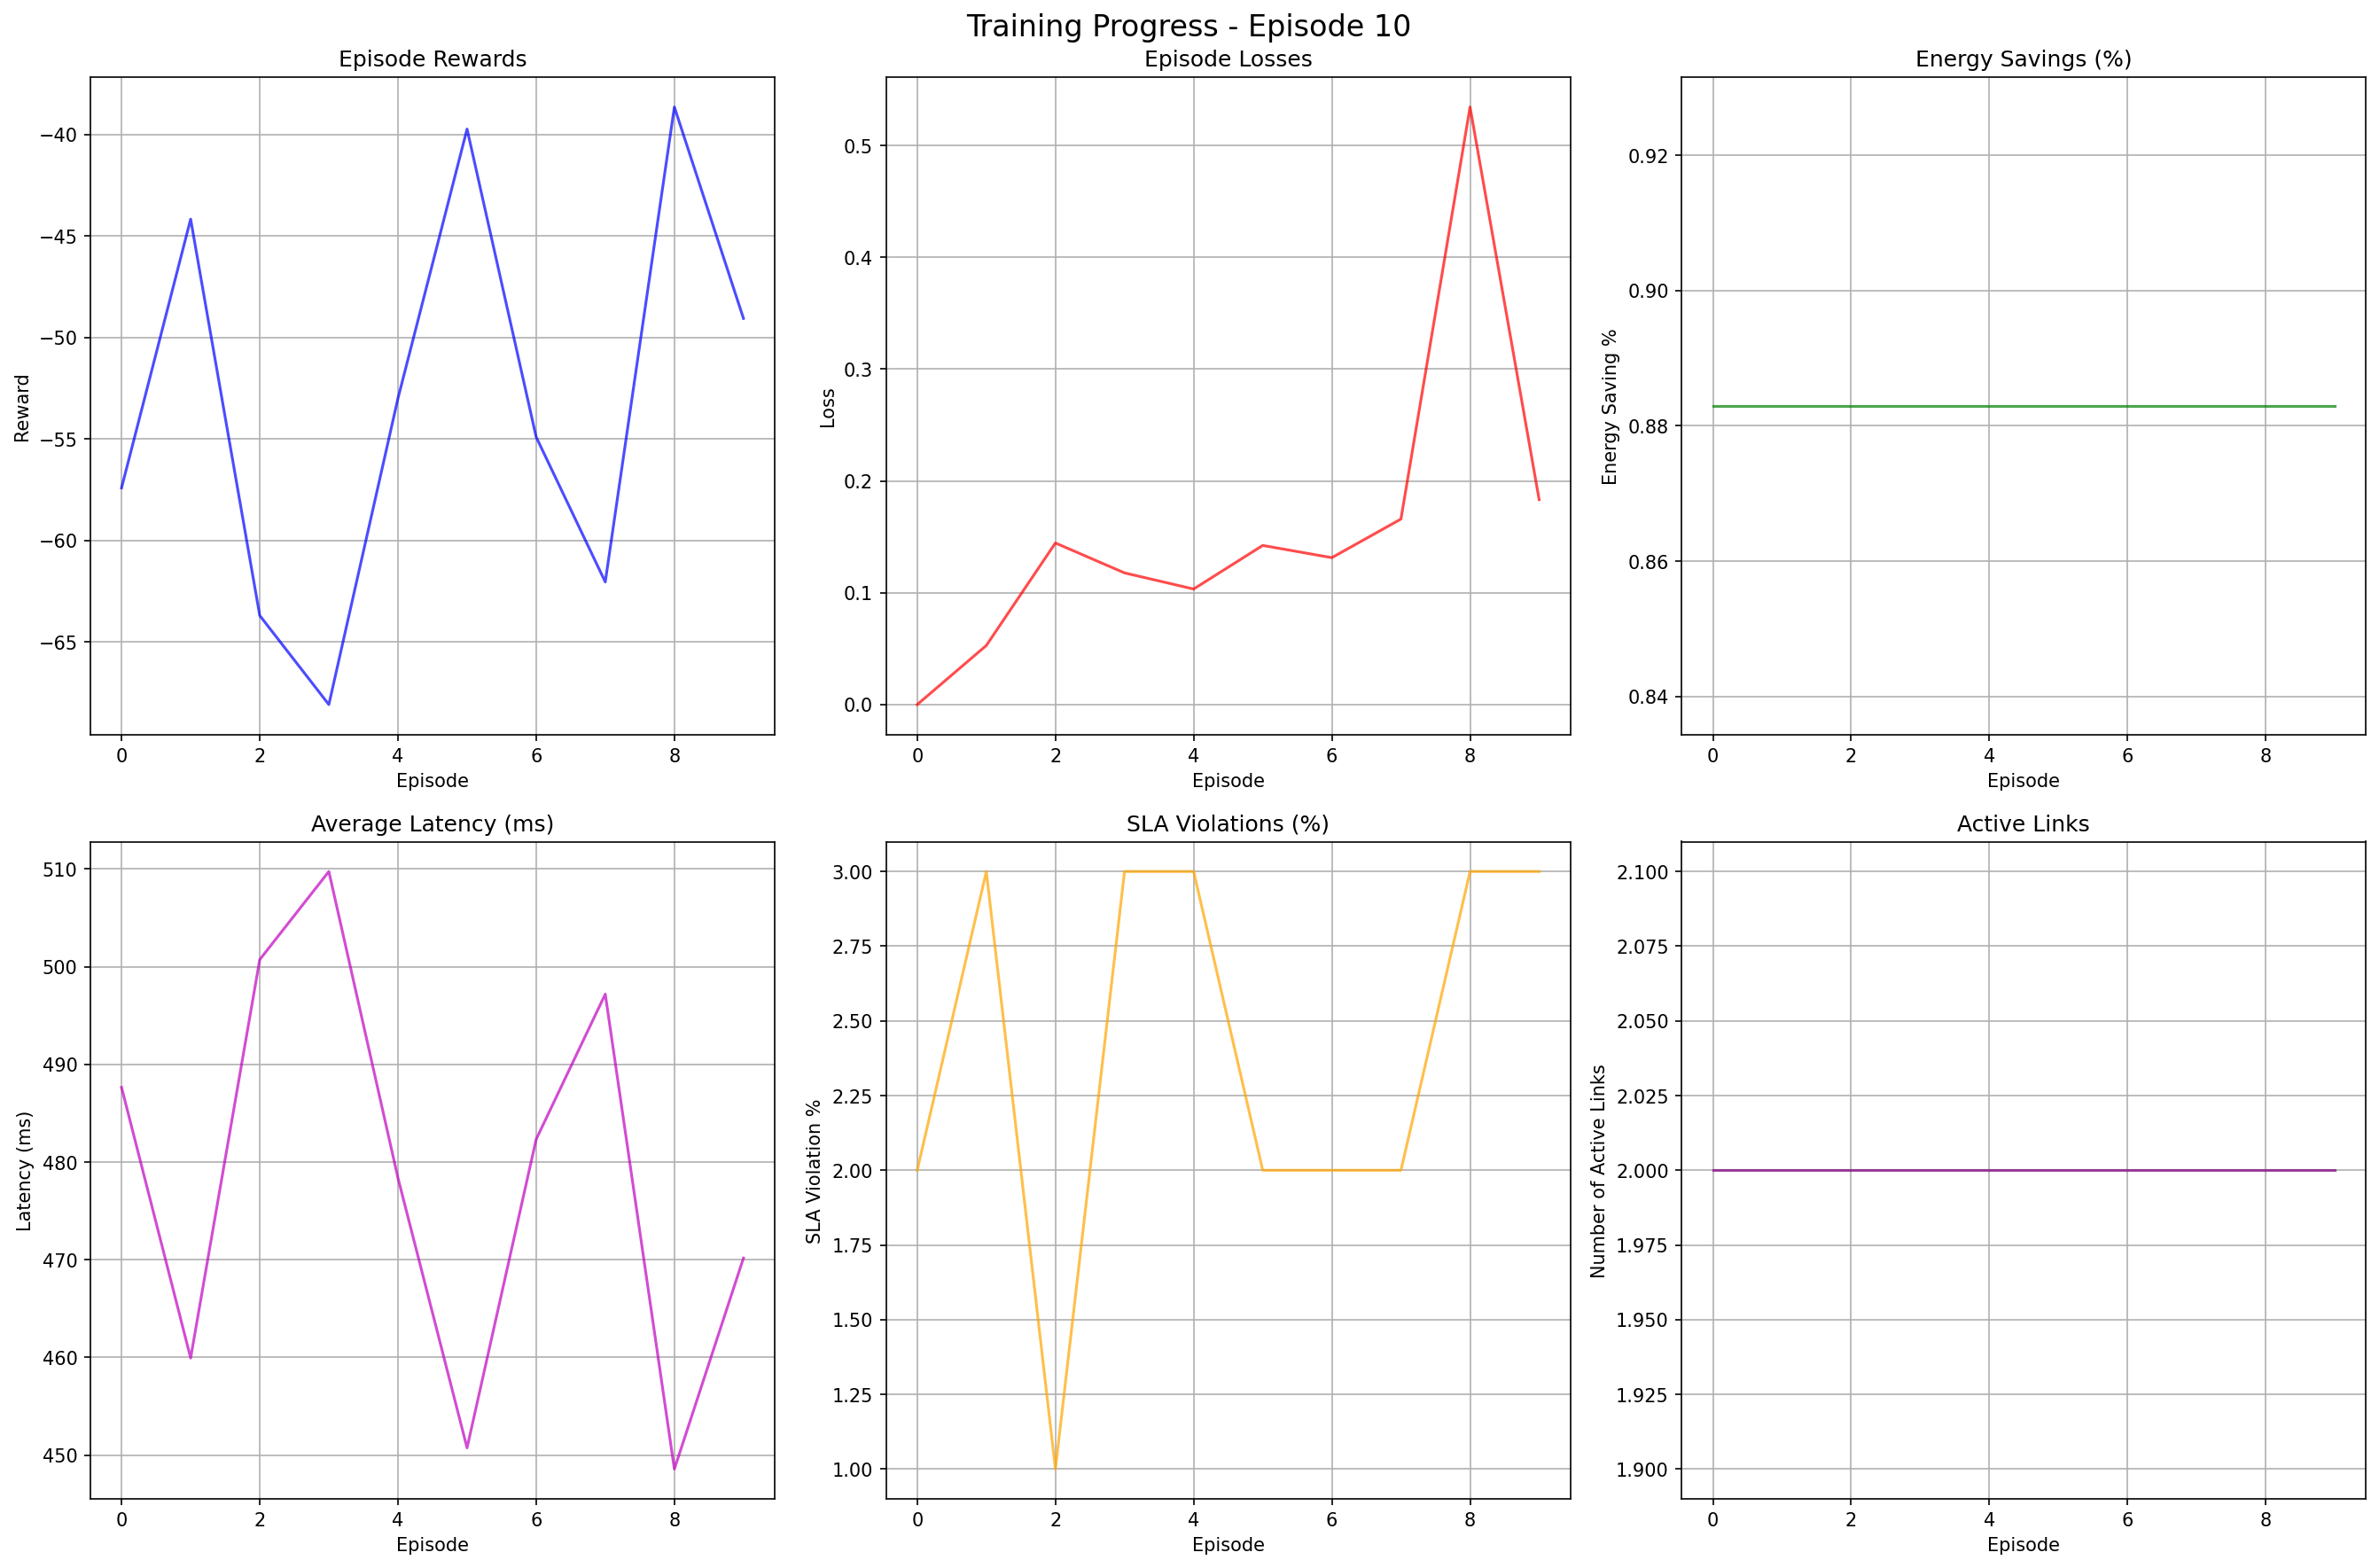 Training Progress - Episode 10
Episode Rewards
Reward
−40
−45
−50
−55
−60
−65
0 2 4 6 8
Episode
Episode Losses
Loss
0.5
0.4
0.3
0.2
0.1
0.0
0 2 4 6 8
Episode
Energy Savings (%)
Energy Saving %
0.92
0.90
0.88
0.86
0.84
0 2 4 6 8
Episode
Average Latency (ms)
Latency (ms)
510
500
490
480
470
460
450
0 2 4 6 8
Episode
SLA Violations (%)
SLA Violation %
3.00
2.75
2.50
2.25
2.00
1.75
1.50
1.25
1.00
0 2 4 6 8
Episode
Active Links
Number of Active Links
2.100
2.075
2.050
2.025
2.000
1.975
1.950
1.925
1.900
0 2 4 6 8
Episode